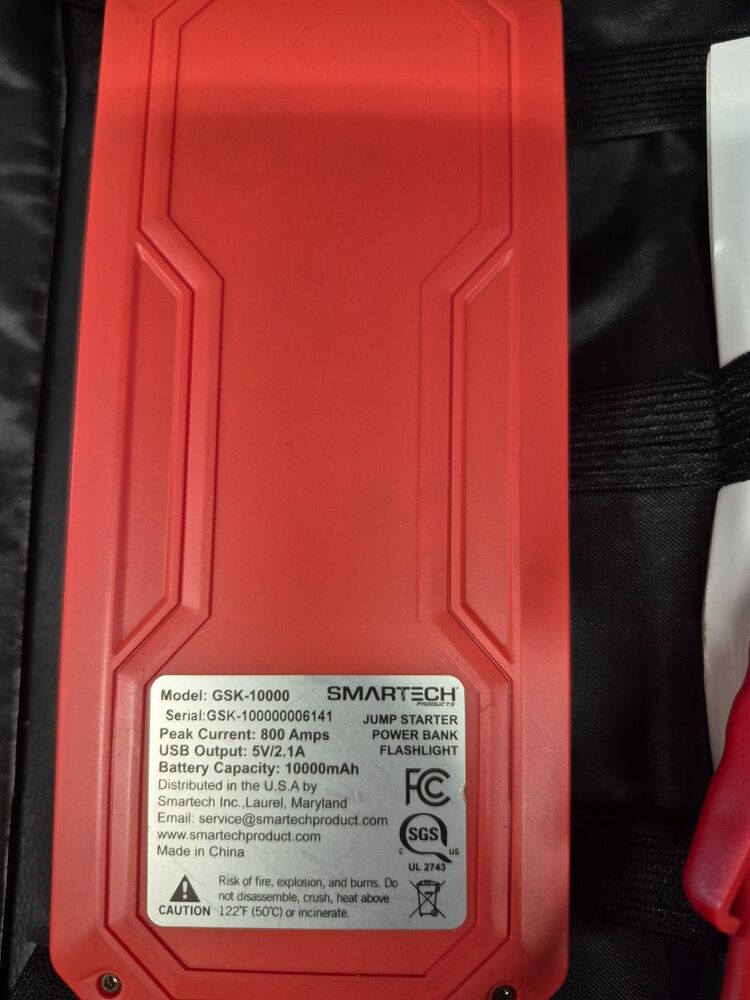 Model: GSK-10000
SMARTECH
PRODUCTS
Serial:GSK-100000006141
JUMP STARTER
Peak Current: 800 Amps
POWER BANK
USB Output: 5V/2.1A
FLASHLIGHT
Battery Capacity: 10000mAh
Distributed in the U.S.A by
Smartech Inc.,Laurel, Maryland
Email: service@smartechproduct.com
www.smartechproduct.com
Made in China
FC
SGS
C US
UL 2743
CAUTION
Risk of fire, explosion, and burns. Do
not disassemble, crush, heat above
122°F (50°C) or incinerate.